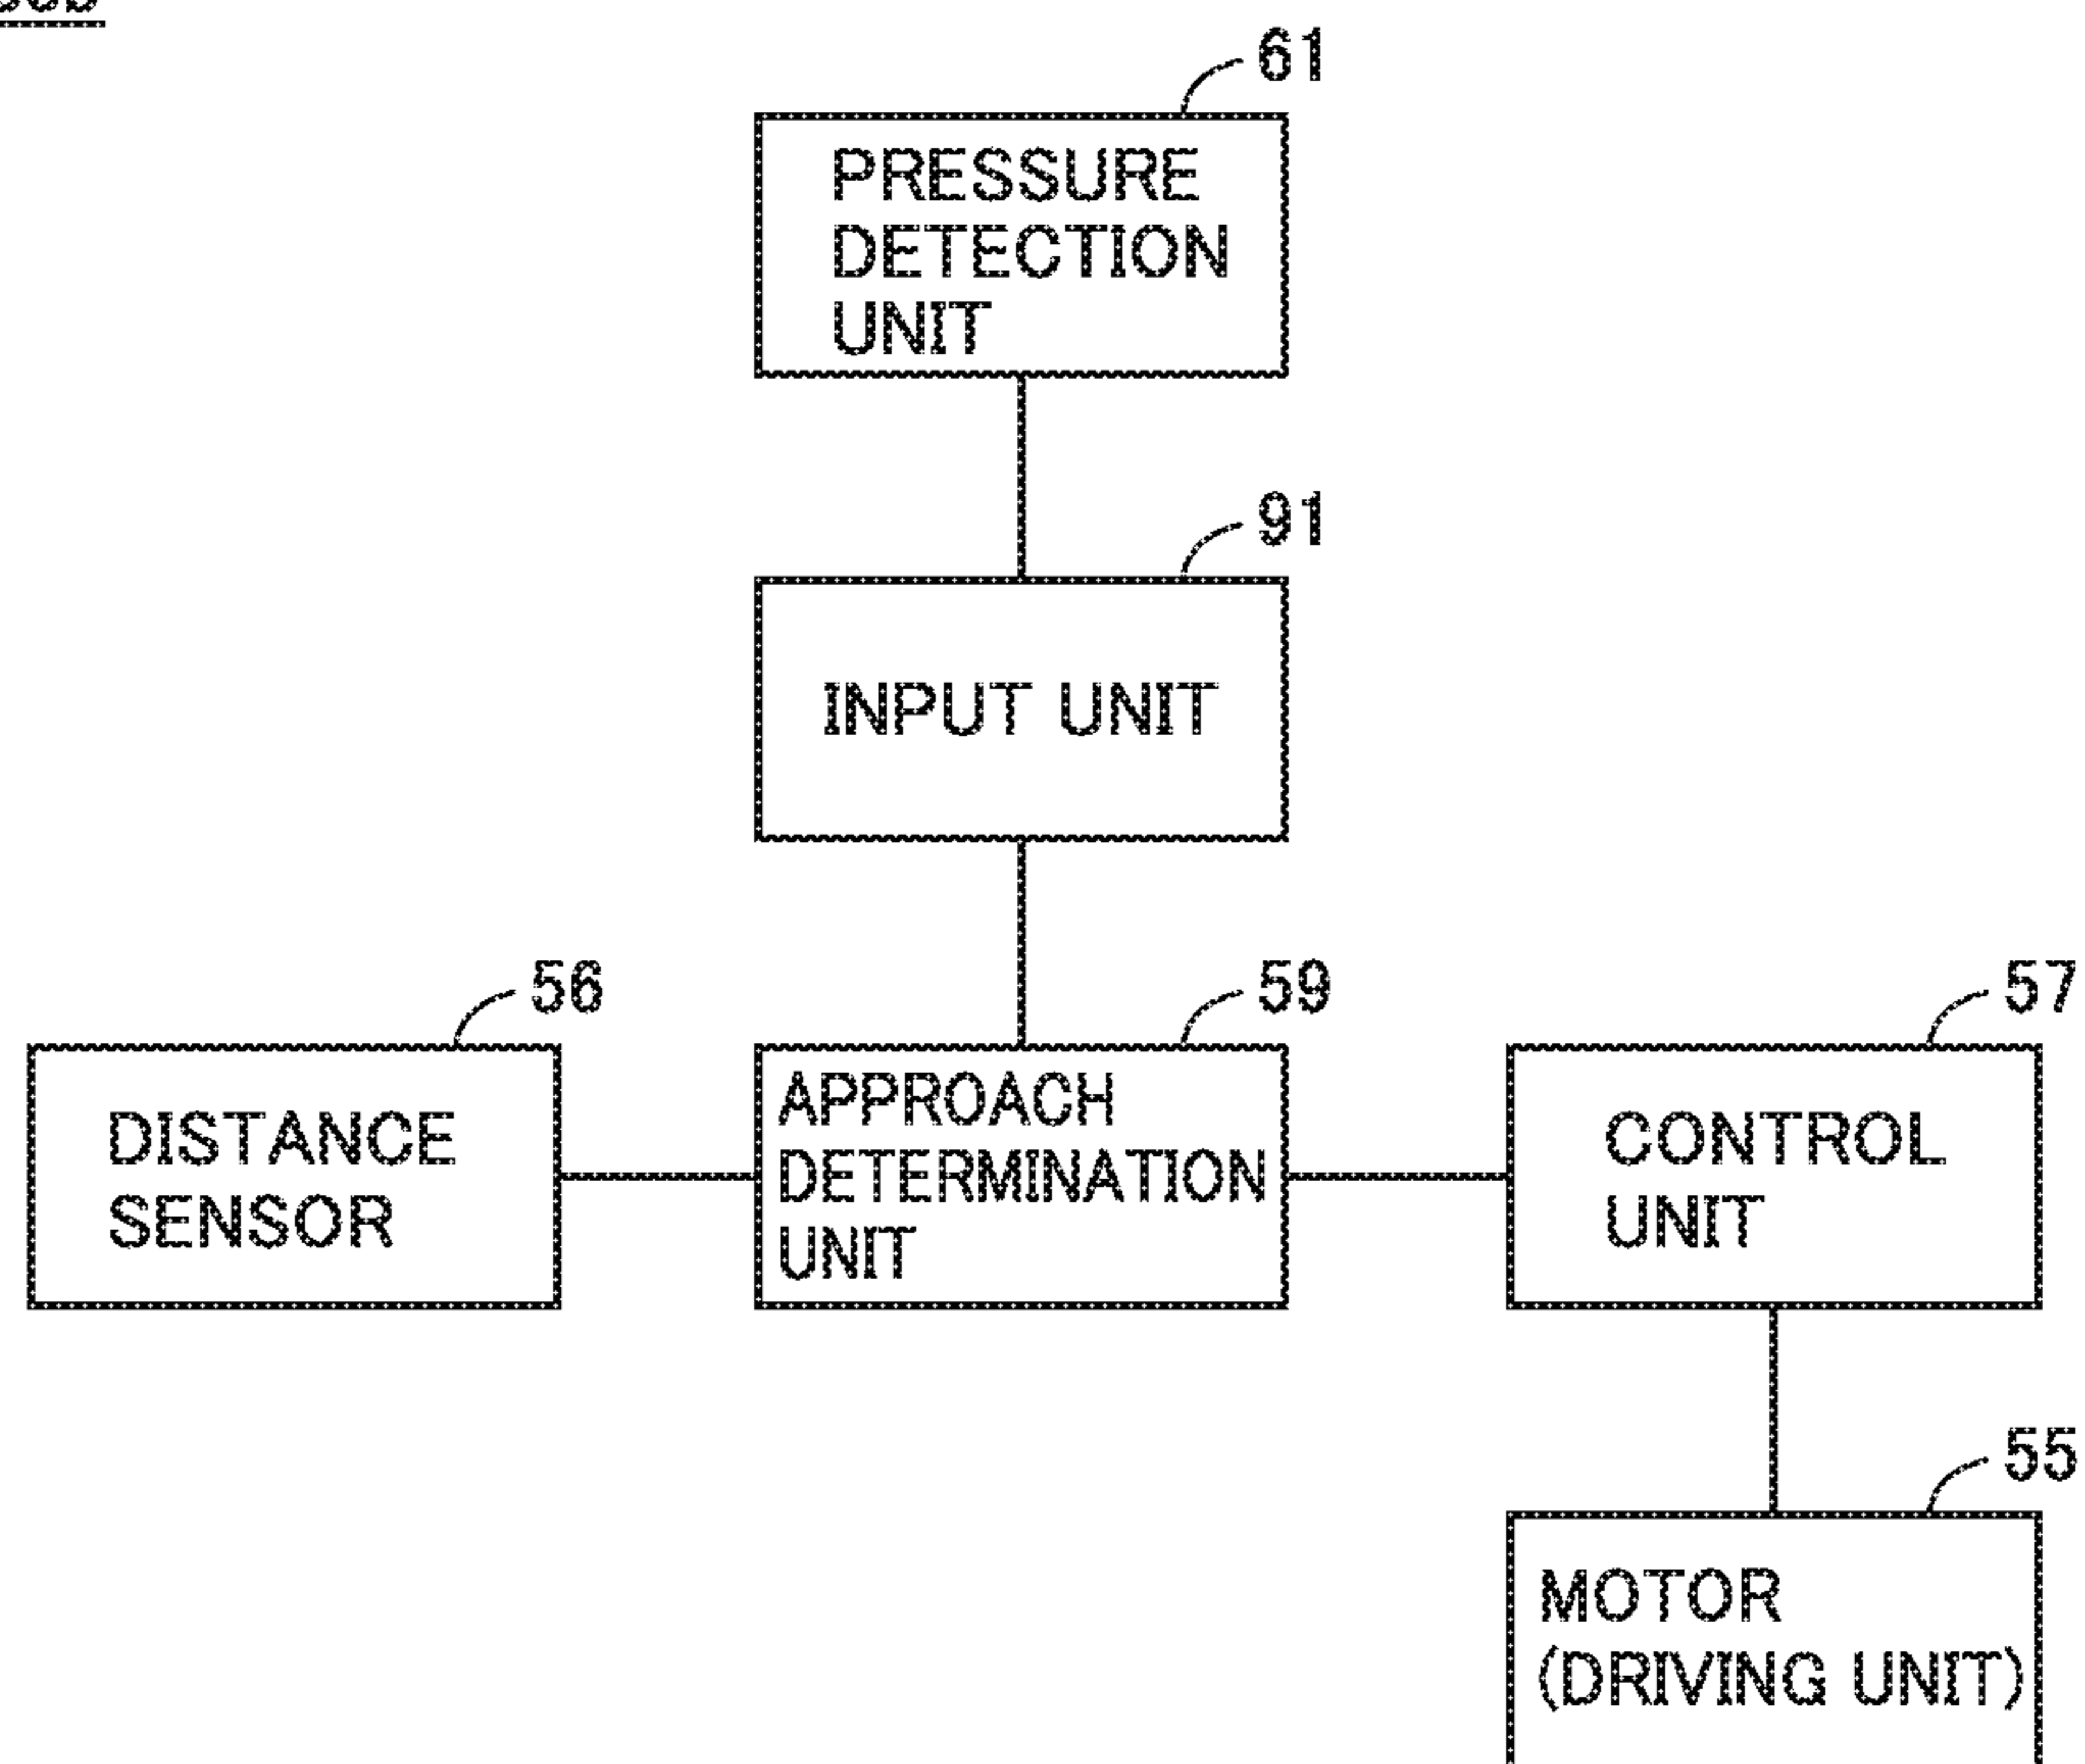 61
PRESSURE
DETECTION
UNIT
91
INPUT UNIT
56
59
57
DISTANCE
SENSOR
APPROACH
DETERMINATION
UNIT
CONTROL
UNIT
55
MOTOR
(DRIVING UNIT)